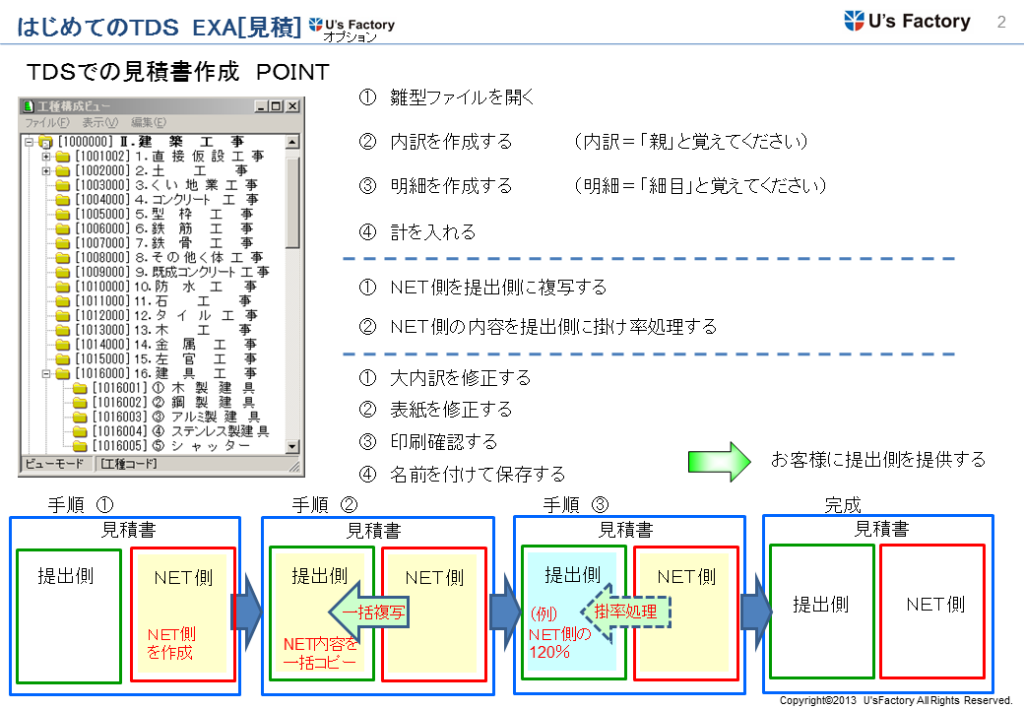 はじめてのTDS EXA[見積] U's Factory
オプション
U's Factory 2
TDSでの見積書作成 POINT
工種構成ビュー
ファイル(F) 表示(V) 編集(E)
[1000000] Ⅱ.建 築 工 事
[1001002] 1.直 接 仮 設 工 事
[1002000] 2.土 工 事
[1003000] 3.く い 地 業 工 事
[1004000] 4.コンクリート 工 事
[1005000] 5.型 枠 工 事
[1006000] 6.鉄 筋 工 事
[1007000] 7.鉄 骨 工 事
[1008000] 8.そ の 他 く 体 工 事
[1009000] 9.既成コンクリート工 事
[1010000] 10.防 水 工 事
[1011000] 11.石 工 事
[1012000] 12.タ イ ル 工 事
[1013000] 13.木 工 事
[1014000] 14.金 属 工 事
[1015000] 15.左 官 工 事
[1016000] 16.建 具 工 事
[1016001] ① 木 製 建 具
[1016002] ② 鋼 製 建 具
[1016003] ③ アルミ製 建 具
[1016004] ④ ステンレス製建 具
[1016005] ⑤ シ ャ ッ タ ー
ビューモード [工種コード]
① 雛型ファイルを開く
② 内訳を作成する (内訳=「親」と覚えてください)
③ 明細を作成する (明細=「細目」と覚えてください)
④ 計を入れる
① NET側を提出側に複写する
② NET側の内容を提出側に掛け率処理する
① 大内訳を修正する
② 表紙を修正する
③ 印刷確認する
④ 名前を付けて保存する
お客様に提出側を提供する
手順 ①
見積書
提出側
NET側
NET側
を作成
手順 ②
見積書
提出側
NET側
一括複写
NET内容を
一括コピー
手順 ③
見積書
提出側
NET側
掛率処理
(例)
NET側の
120%
完成
見積書
提出側
NET側
Copyright©2013 U'sFactory All Rights Reserved.